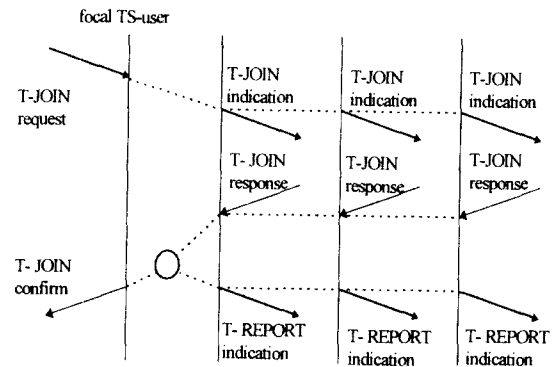 focal TS-user
T-JOIN
request
T-JOIN
indication
T-JOIN
indication
T-JOIN
indication
T- JOIN
response
T-JOIN
response
T-JOIN
response
T- JOIN
confirm
T- REPORT
indication
T- REPORT
indication
T- REPORT
indication